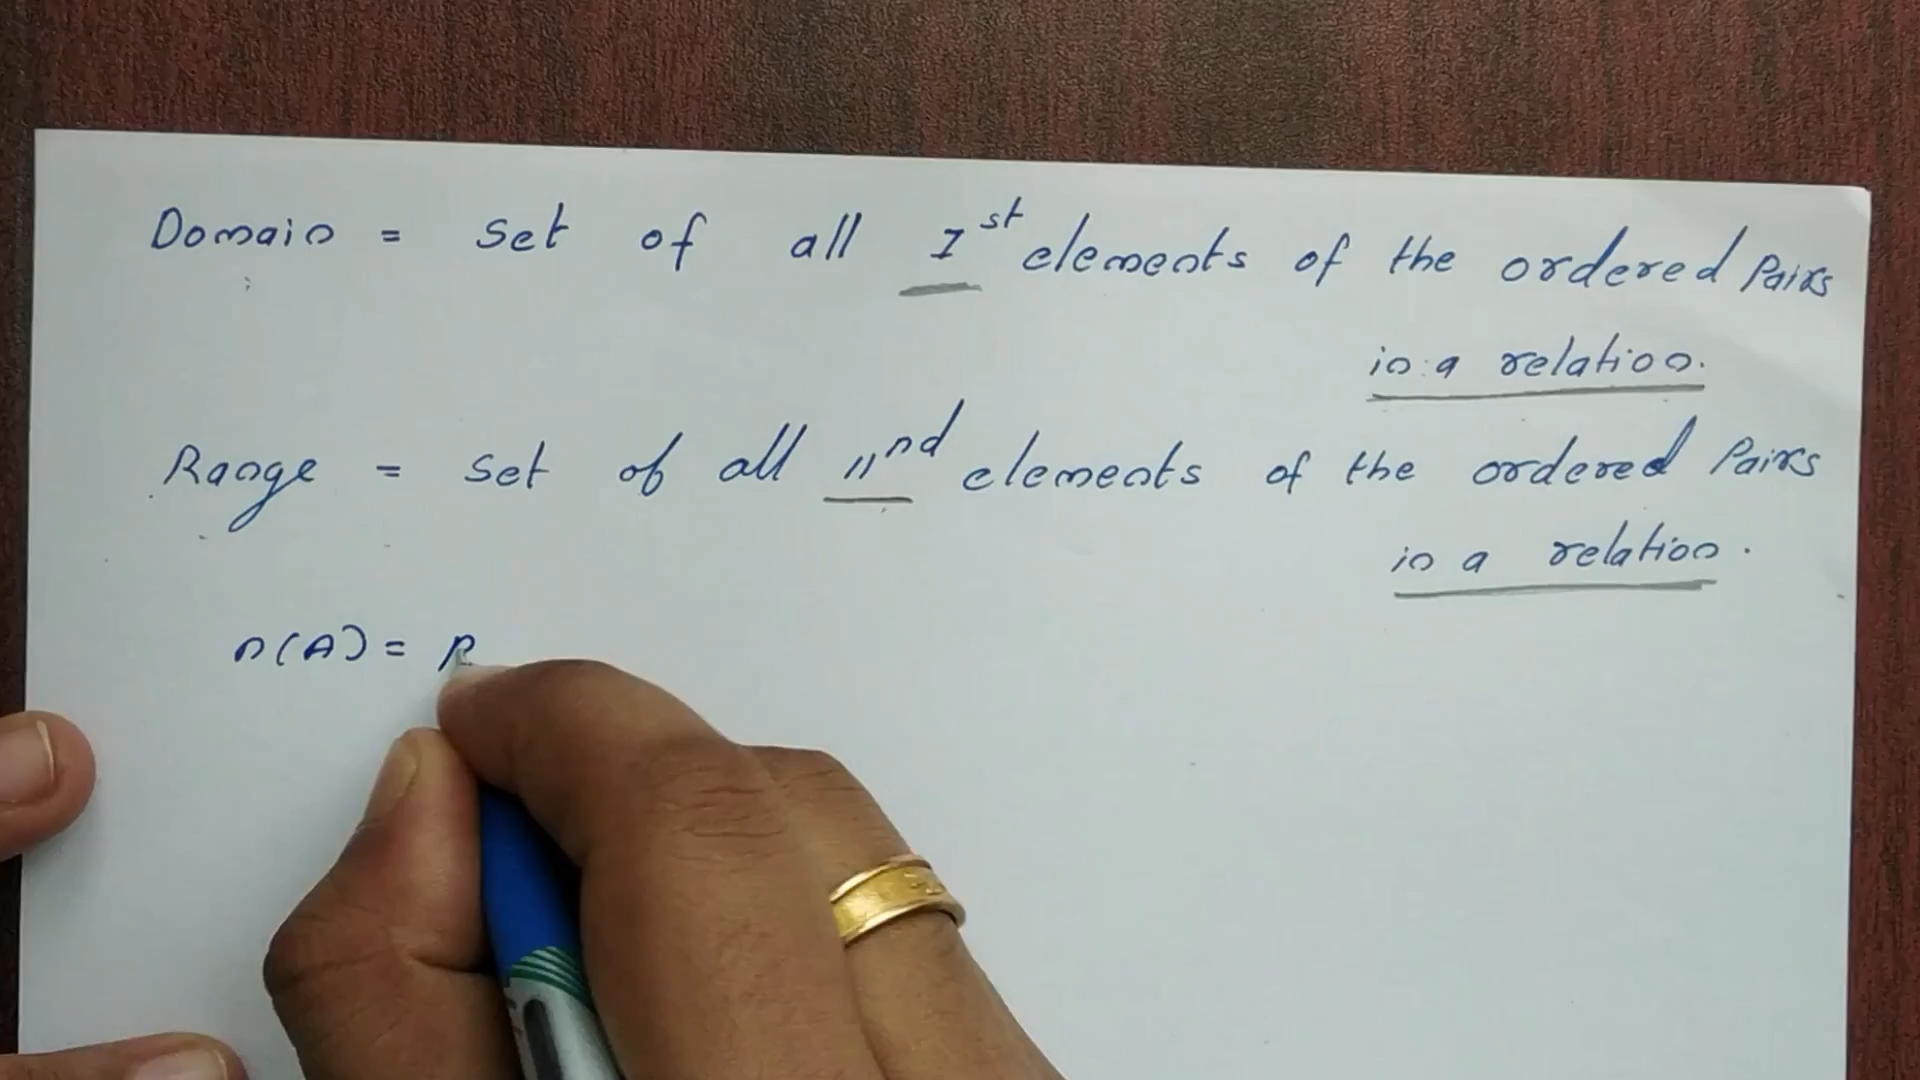 Domain = set of all Ist elements of the ordered Pairs
in a relation.
Range = set of all IInd elements of the ordered Pairs
in a relation.
n(A) = P